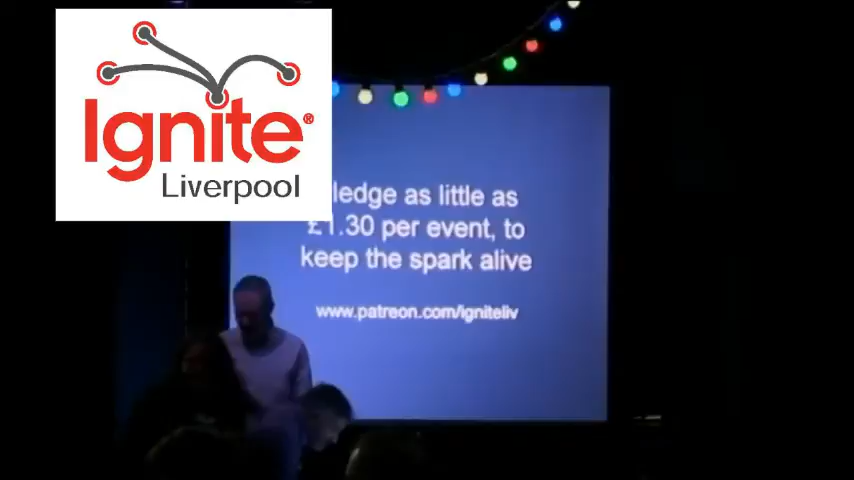 Ignite®
Liverpool
ledge as little as
£1.30 per event, to
keep the spark alive
www.patreon.com/igniteliv